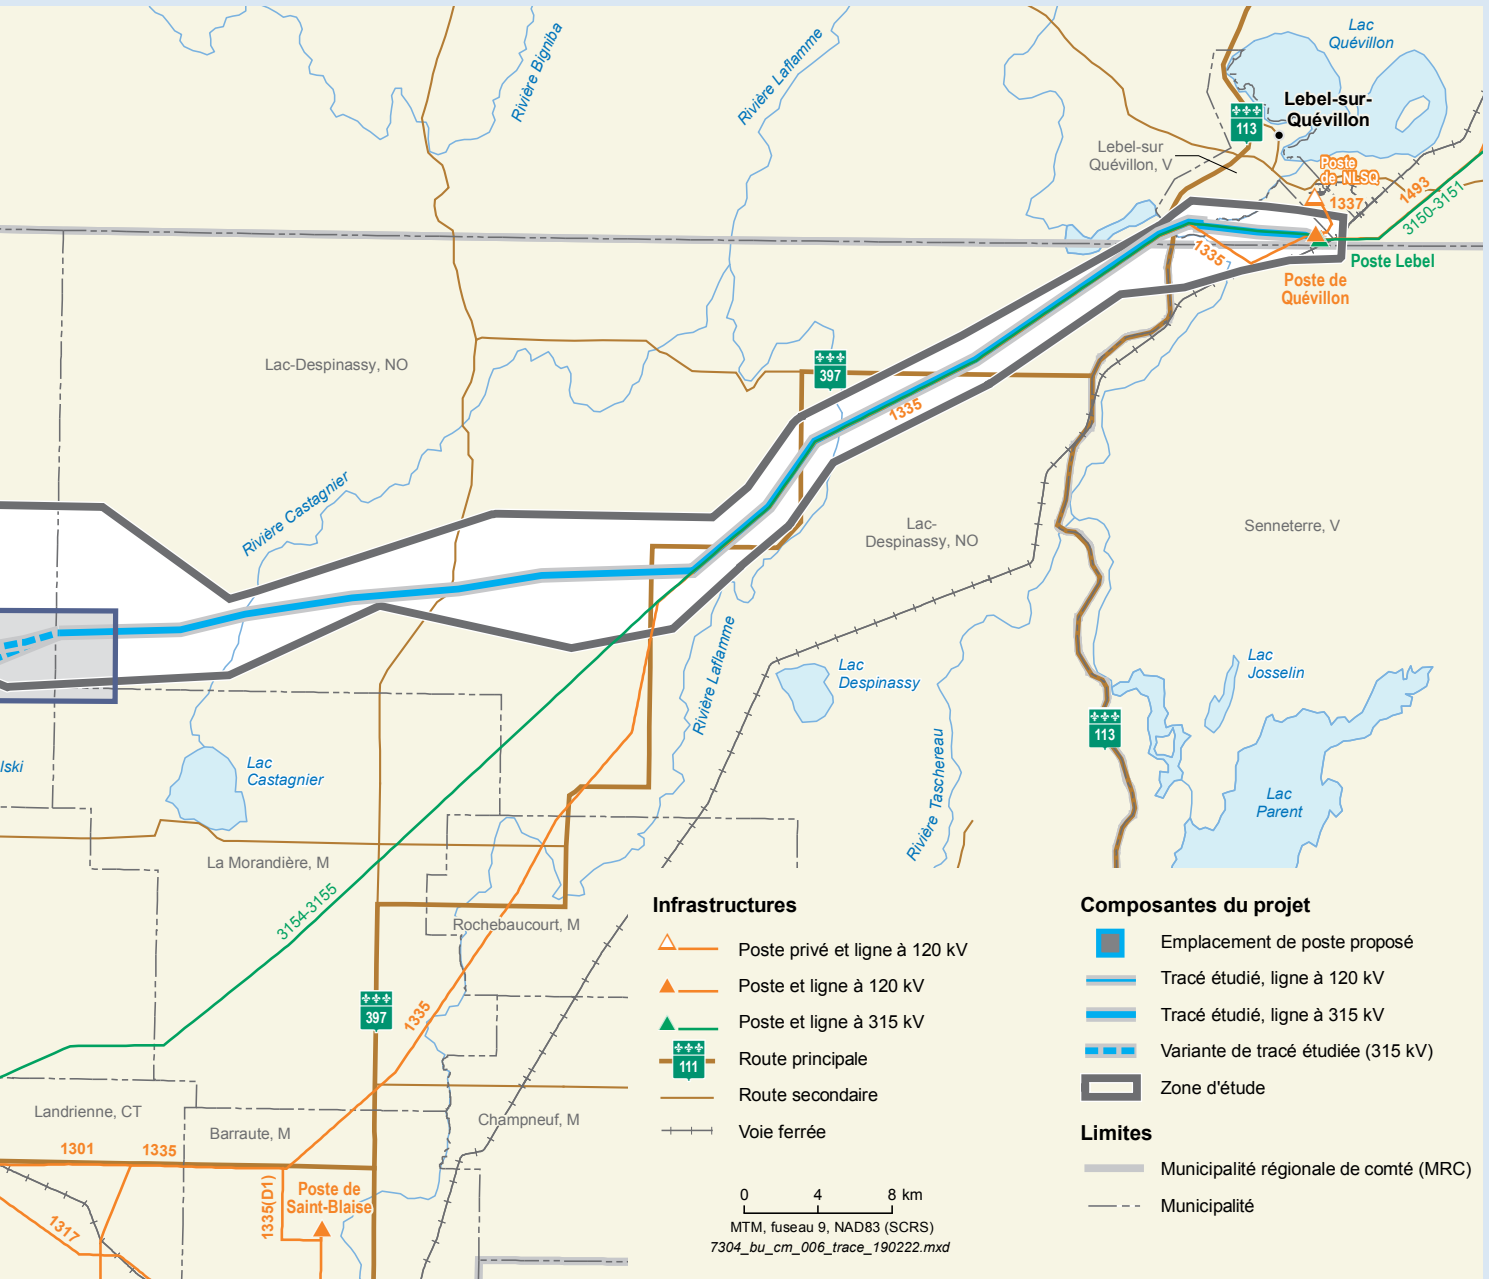 Lac
Quévillon
Rivière Bigniba
Rivière Laflamme
Lebel-sur-
Quévillon
113
Lebel-sur
Quévillon, V
Poste
de NLSQ
1337
1493
3150-3151
1335
Poste Lebel
Poste de
Quévillon
Lac-Despinassy, NO
397
1335
Rivière Castagnier
Lac-
Despinassy, NO
Senneterre, V
Rivière Laflamme
Lac
Despinassy
Lac
Josselin
113
Rivière Taschereau
Lac
Parent
lski
Lac
Castagnier
La Morandière, M
3154-3155
Rochebaucourt, M
397
1335
Landrienne, CT
Barraute, M
Champneuf, M
1301
1335
1335(D1)
Poste de
Saint-Blaise
1317
Infrastructures
Poste privé et ligne à 120 kV
Poste et ligne à 120 kV
Poste et ligne à 315 kV
111
Route principale
Route secondaire
Voie ferrée
0 4 8 km
MTM, fuseau 9, NAD83 (SCRS)
7304_bu_cm_006_trace_190222.mxd
Composantes du projet
Emplacement de poste proposé
Tracé étudié, ligne à 120 kV
Tracé étudié, ligne à 315 kV
Variante de tracé étudiée (315 kV)
Zone d'étude
Limites
Municipalité régionale de comté (MRC)
Municipalité